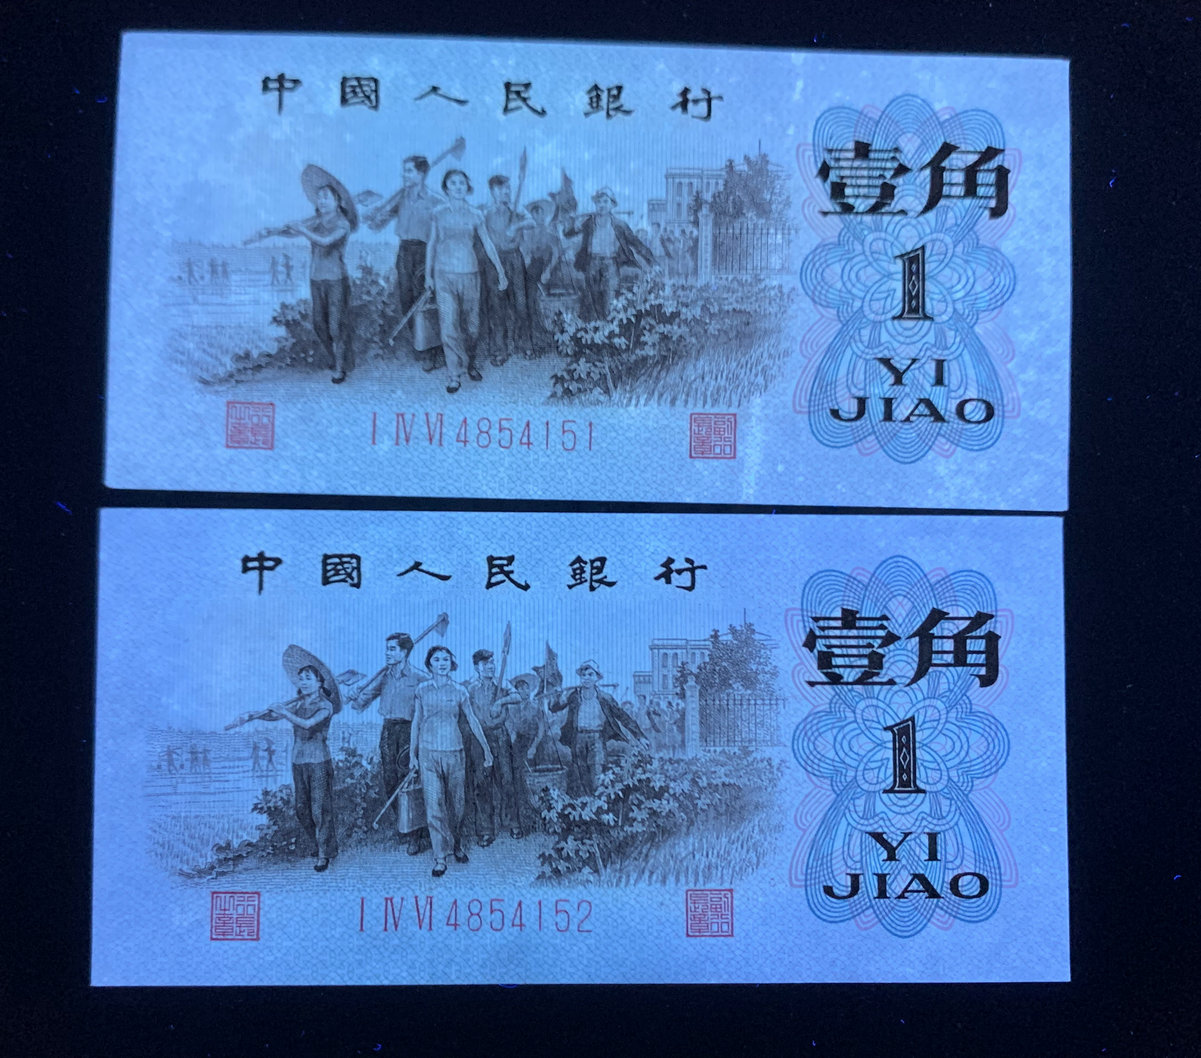 中國人民銀行
壹角
1
YI
JIAO
Ⅰ Ⅳ Ⅵ 4854151
中國人民銀行
壹角
1
YI
JIAO
Ⅰ Ⅳ Ⅵ 4854152